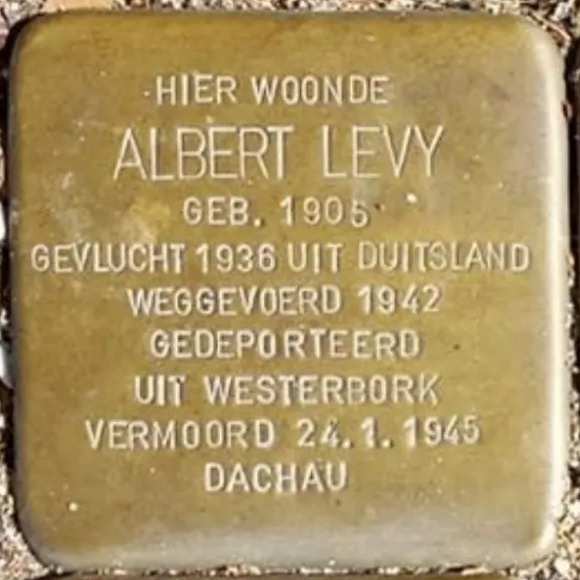 HIER WOONDE
ALBERT LEVY
GEB. 1905
GEVLUCHT 1936 UIT DUITSLAND
WEGGEVOERD 1942
GEDEPORTEERD
UIT WESTERBORK
VERMOORD 24.1.1945
DACHAU